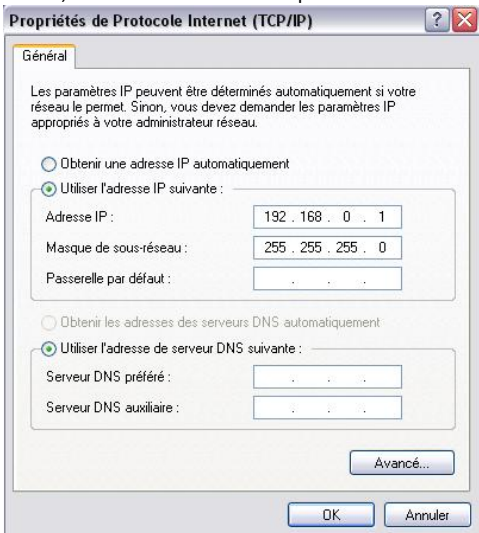 Propriétés de Protocole Internet (TCP/IP)
Général
Les paramètres IP peuvent être déterminés automatiquement si votre
réseau le permet. Sinon, vous devez demander les paramètres IP
appropriés à votre administrateur réseau.
Obtenir une adresse IP automatiquement
Utiliser l'adresse IP suivante :
Adresse IP : 192 . 168 . 0 . 1
Masque de sous-réseau : 255 . 255 . 255 . 0
Passerelle par défaut : . . .
Obtenir les adresses des serveurs DNS automatiquement
Utiliser l'adresse de serveur DNS suivante :
Serveur DNS préféré : . . .
Serveur DNS auxiliaire : . . .
Avancé...
OK Annuler